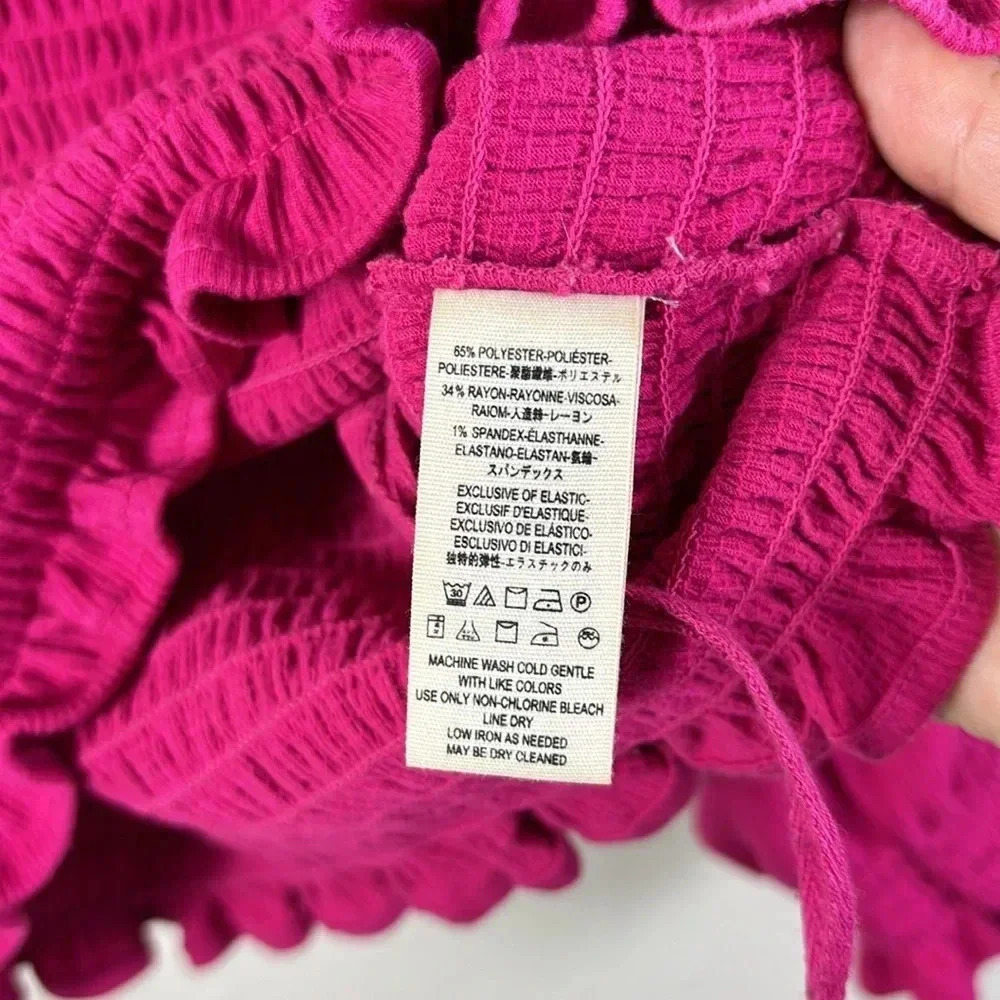 65% POLYESTER-POLIÉSTER-
POLIESTERE-聚酯纖維-ポリエステル
34% RAYON-RAYONNE-VISCOSA-
RAIOM-人造絲-レーヨン
1% SPANDEX-ÉLASTHANNE-
ELASTANO-ELASTAN-氨綸-
スパンデックス
EXCLUSIVE OF ELASTIC-
EXCLUSIF D'ELASTIQUE-
EXCLUSIVO DE ELÁSTICO-
ESCLUSIVO DI ELASTICI-
独特的弹性-エラスチックのみ
30 P
MACHINE WASH COLD GENTLE
WITH LIKE COLORS
USE ONLY NON-CHLORINE BLEACH
LINE DRY
LOW IRON AS NEEDED
MAY BE DRY CLEANED